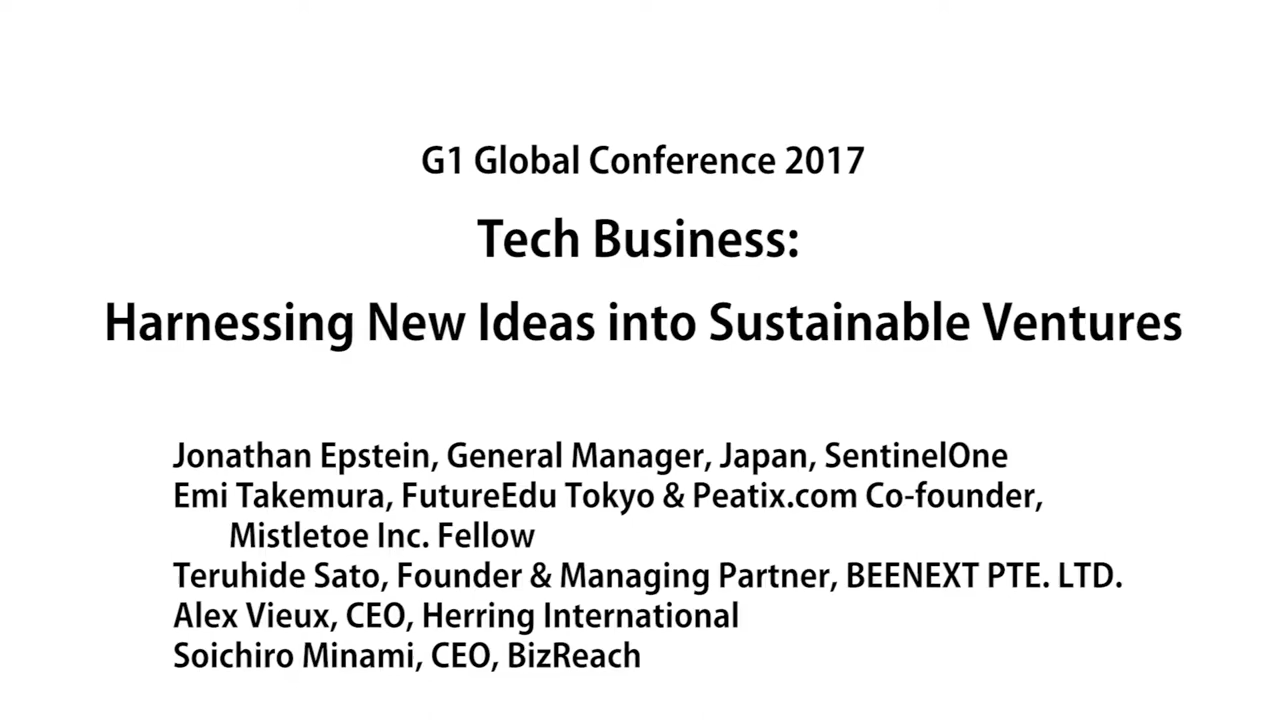 G1 Global Conference 2017
Tech Business:
Harnessing New Ideas into Sustainable Ventures
Jonathan Epstein, General Manager, Japan, SentinelOne
Emi Takemura, FutureEdu Tokyo & Peatix.com Co-founder,
Mistletoe Inc. Fellow
Teruhide Sato, Founder & Managing Partner, BEENEXT PTE. LTD.
Alex Vieux, CEO, Herring International
Soichiro Minami, CEO, BizReach